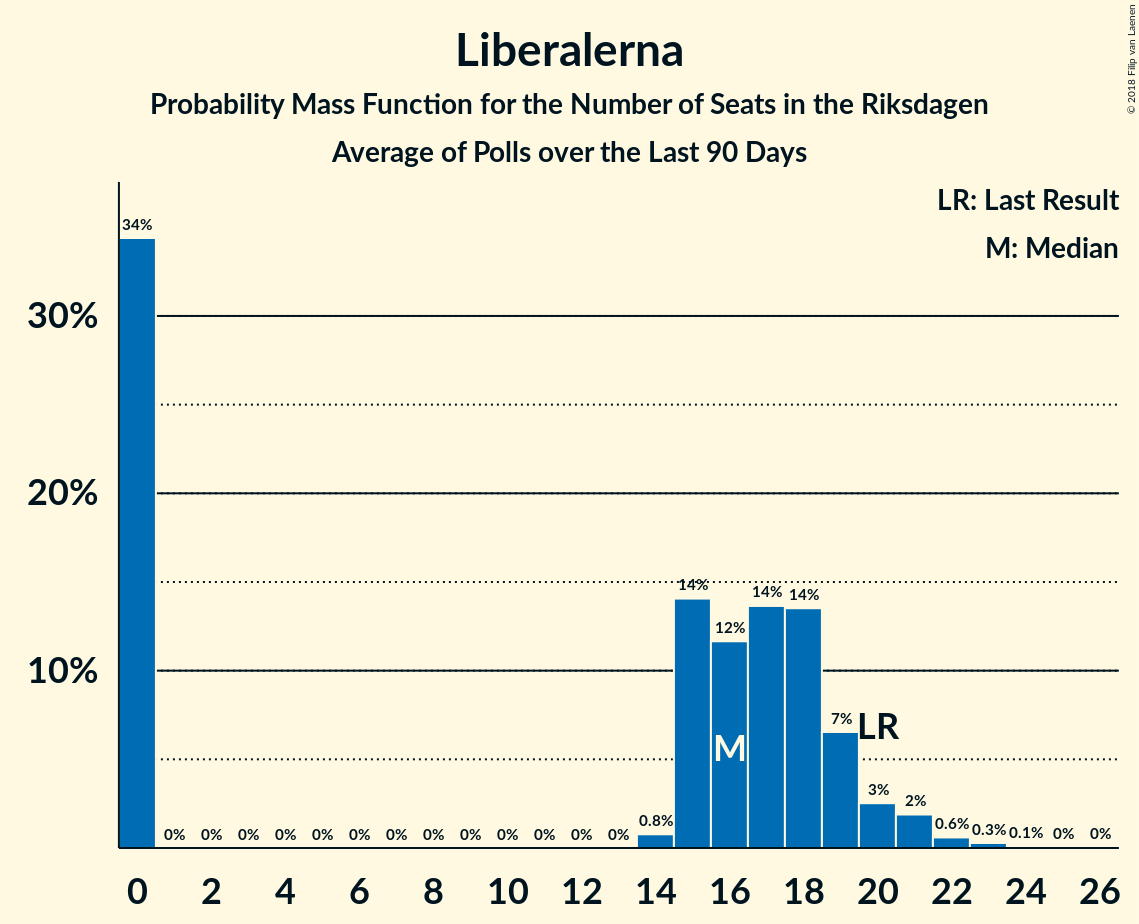 Liberalerna
Probability Mass Function for the Number of Seats in the Riksdagen
Average of Polls over the Last 90 Days
© 2018 Filip van Laenen
LR: Last Result
M: Median
34%
30%
20%
14% 14% 14%
12%
10%
7% LR
M
3%
2%
0% 0% 0% 0% 0% 0% 0% 0% 0% 0% 0% 0% 0% 0.8% 0.6% 0.3% 0.1% 0% 0%
0 2 4 6 8 10 12 14 16 18 20 22 24 26